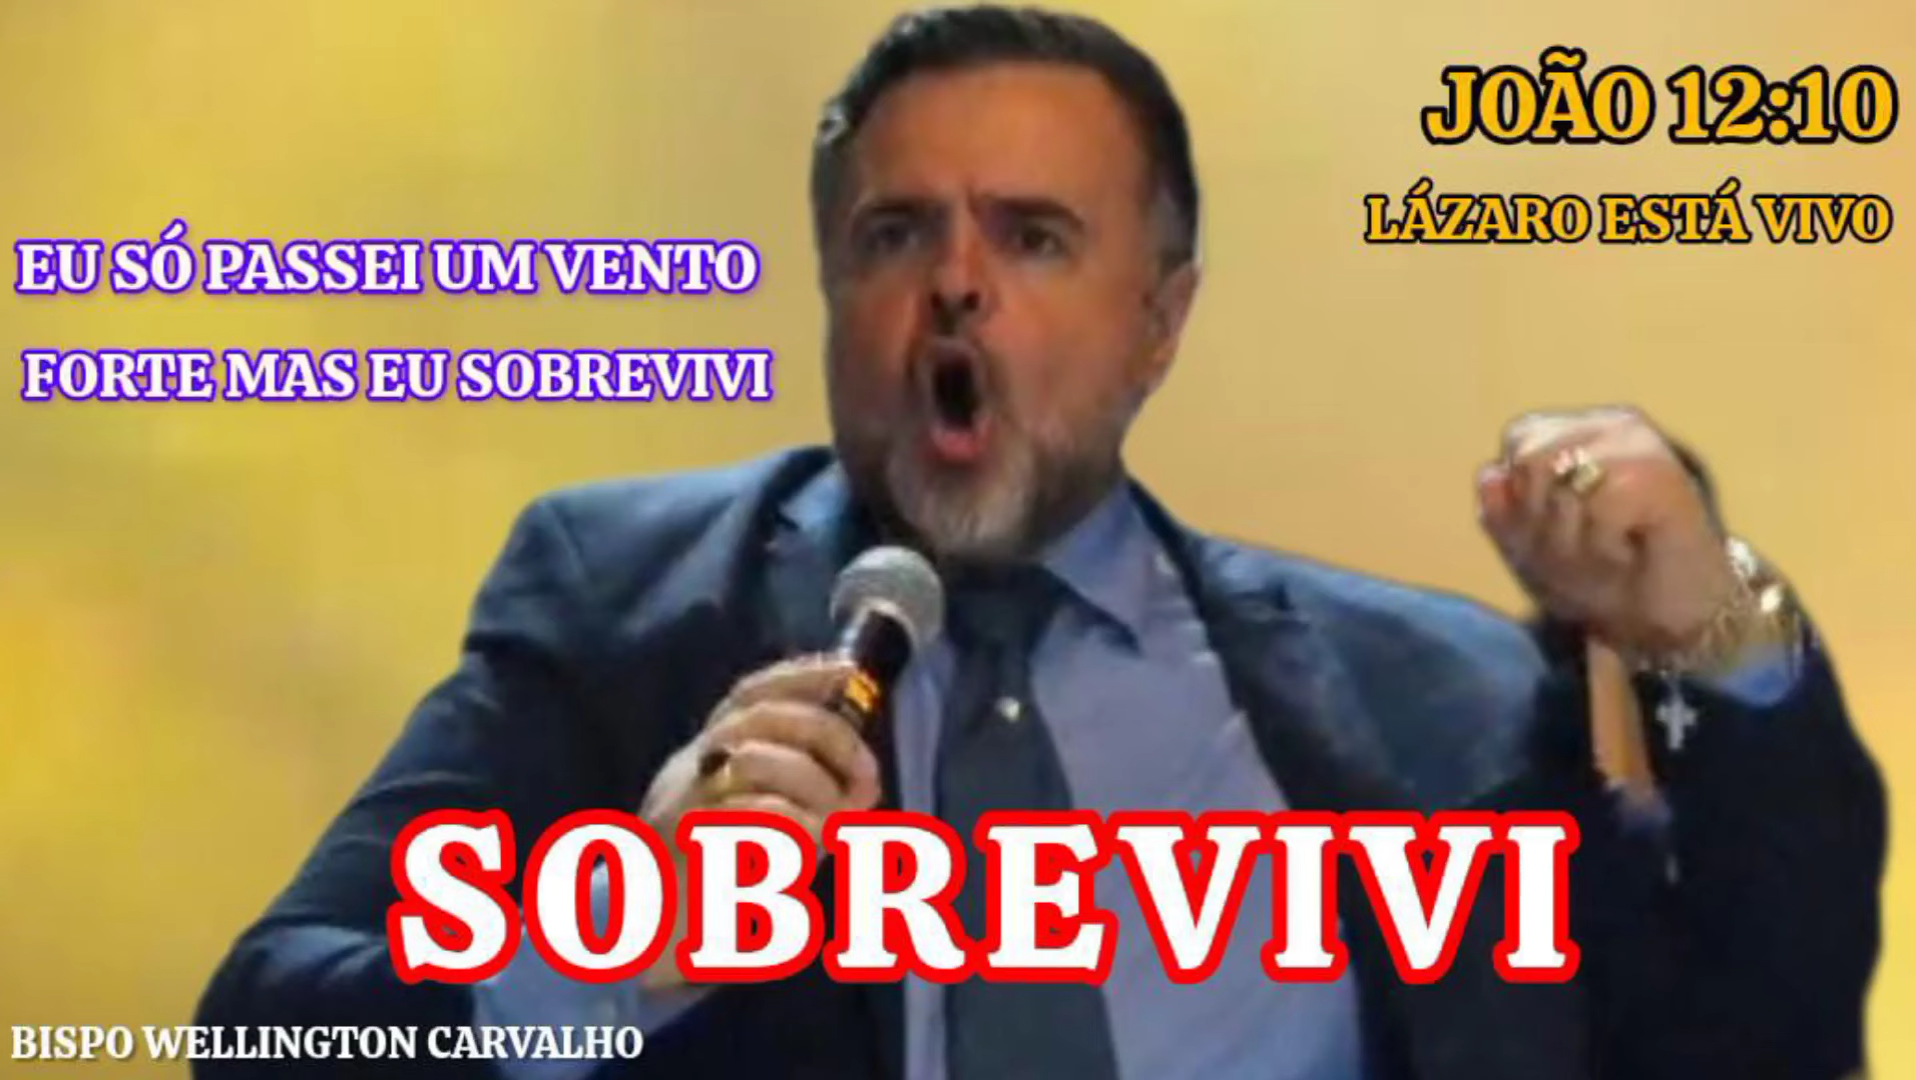 JOÃO 12:10
LÁZARO ESTÁ VIVO
EU SÓ PASSEI UM VENTO
FORTE MAS EU SOBREVIVI
SOBREVIVI
BISPO WELLINGTON CARVALHO